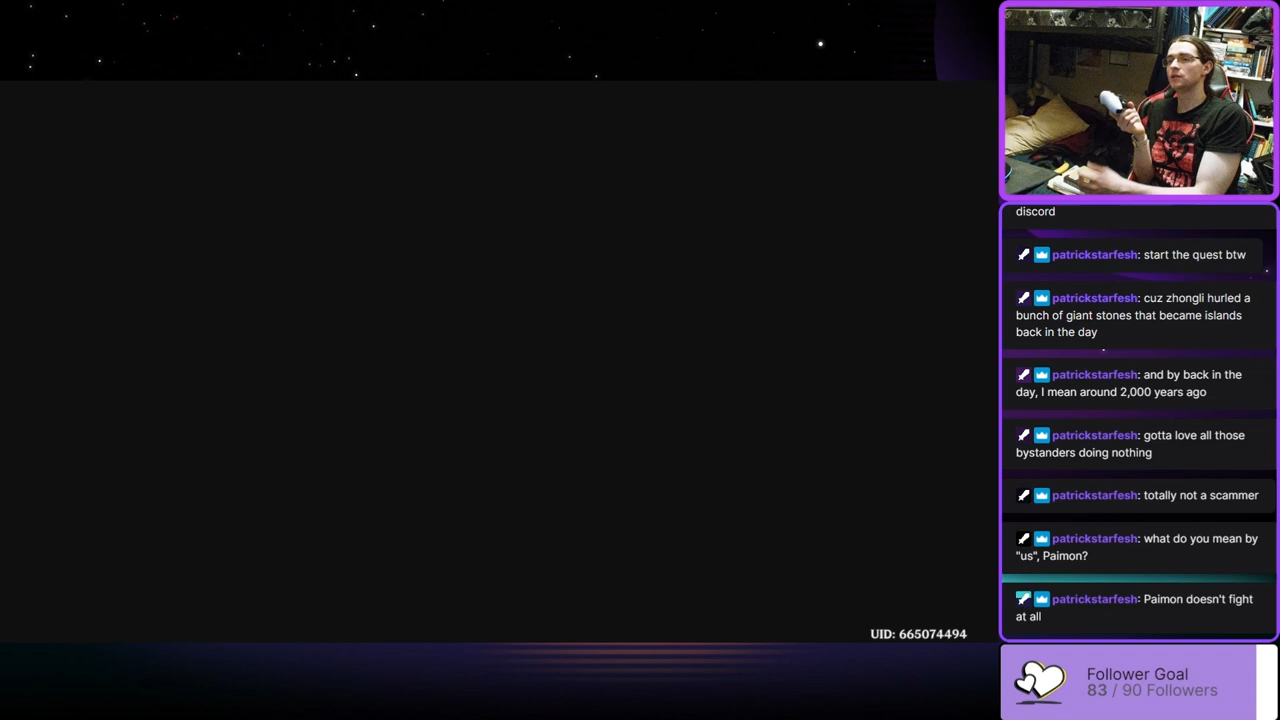 discord
patrickstarfesh: start the quest btw
patrickstarfesh: cuz zhongli hurled a
bunch of giant stones that became islands
back in the day
patrickstarfesh: and by back in the
day, I mean around 2,000 years ago
patrickstarfesh: gotta love all those
bystanders doing nothing
patrickstarfesh: totally not a scammer
patrickstarfesh: what do you mean by
"us", Paimon?
patrickstarfesh: Paimon doesn't fight
at all
UID: 665074494
Follower Goal
83 / 90 Followers